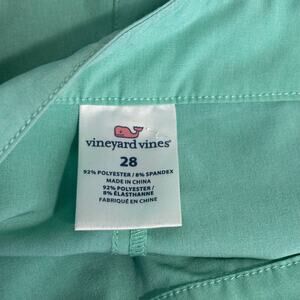 vineyard vines®
28
92% POLYESTER / 8% SPANDEX
MADE IN CHINA
92% POLYESTER /
8% ÉLASTHANNE
FABRIQUÉ EN CHINE